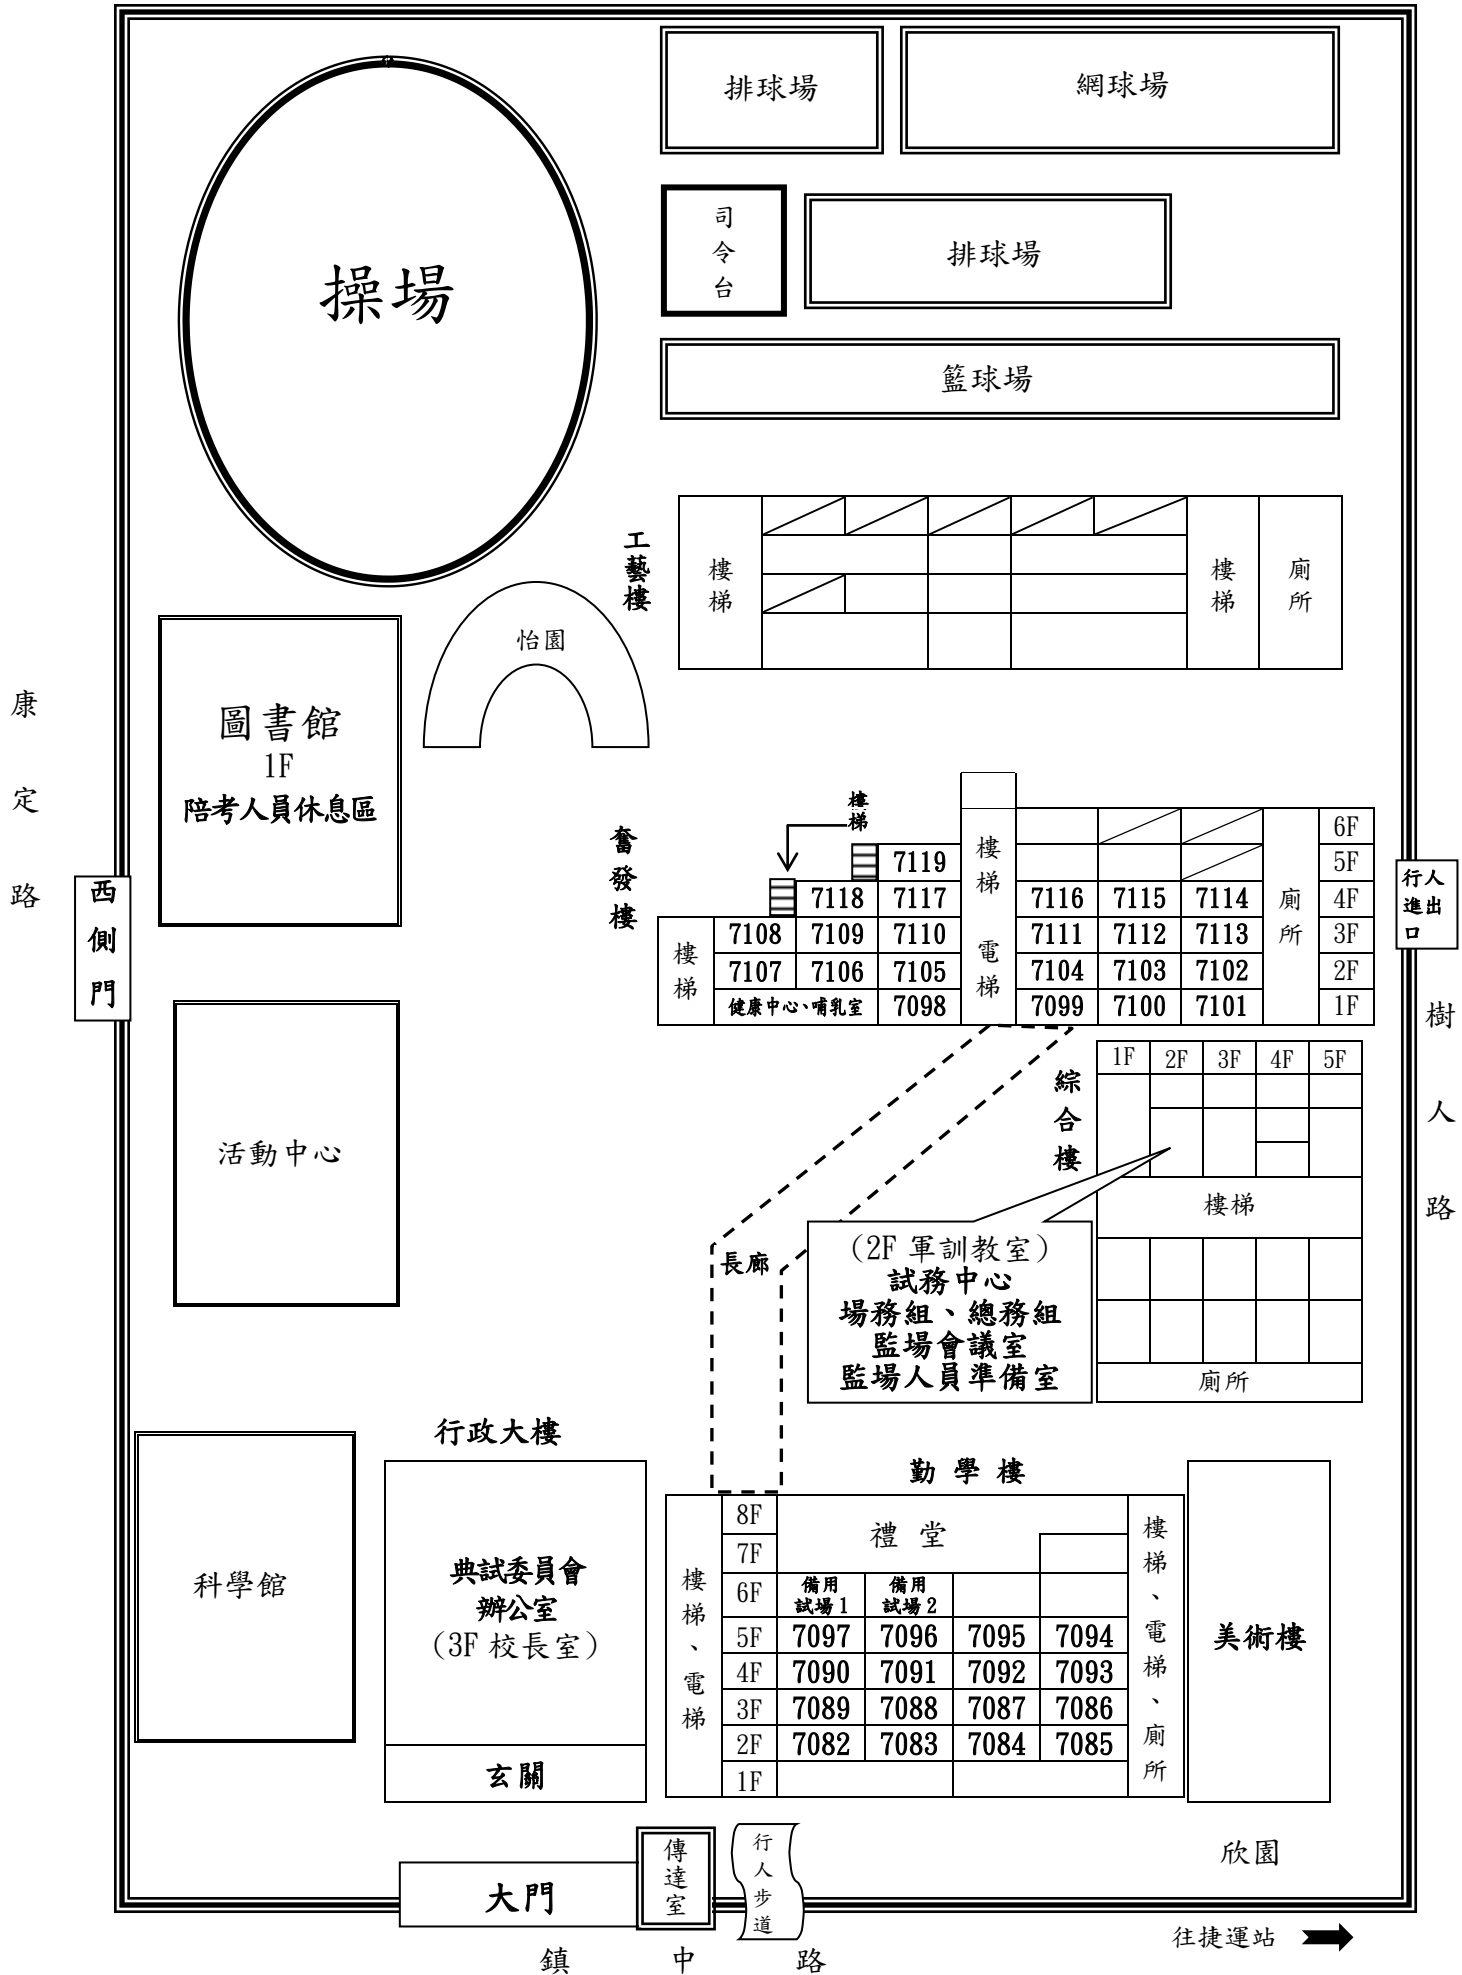 排球場
網球場
司令台
排球場
操場
籃球場
工藝樓
樓梯
樓梯
廁所
怡園
圖書館
1F
陪考人員休息區
康定路
西側門
奮發樓
樓梯
樓梯 電梯
6F
7119
5F
7118 7117 7116 7115 7114
4F
7108 7109 7110 7111 7112 7113
3F
7107 7106 7105 7104 7103 7102
2F
健康中心、哺乳室 7098 7099 7100 7101
1F
樓梯
廁所
行人
進出
口
樹人路
活動中心
綜合樓
1F 2F 3F 4F 5F
樓梯
廁所
長廊
(2F 軍訓教室)
試務中心
場務組、總務組
監場會議室
監場人員準備室
行政大樓
典試委員會
辦公室
(3F 校長室)
玄關
科學館
勤學樓
樓梯、電梯
8F
禮堂
7F
6F
備用
試場1
備用
試場2
5F 7097 7096 7095 7094
4F 7090 7091 7092 7093
3F 7089 7088 7087 7086
2F 7082 7083 7084 7085
1F
樓梯、電梯、廁所
美術樓
欣園
大門
傳達室
行人步道
鎮中路
往捷運站